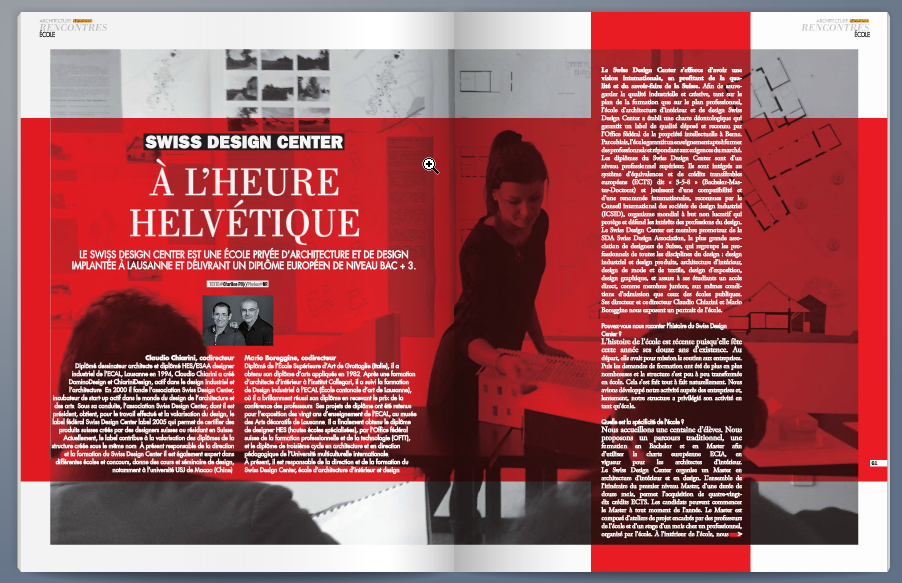 ARCHITECTURE
RENCONTRES
ÉCOLE
ARCHITECTURE
RENCONTRES
ÉCOLE
SWISS DESIGN CENTER
À L'HEURE
HELVÉTIQUE
LE SWISS DESIGN CENTER EST UNE ÉCOLE PRIVÉE D'ARCHITECTURE ET DE DESIGN
IMPLANTÉE À LAUSANNE ET DÉLIVRANT UN DIPLÔME EUROPÉEN DE NIVEAU BAC + 3.
Claudio Chiarini, codirecteur
Diplômé dessinateur architecte et diplômé HES/ESAA designer
industriel de l'ECAL, Lausanne en 1994, Claudio Chiarini a créé
DominoDesign et ChiariniDesign, actif dans le design industriel et
l'architecture. En 2000 il fonde l'association Swiss Design Center,
incubateur de start-up actif dans le monde du design de l'architecture et
des arts. Sous sa conduite, l'association Swiss Design Center, dont il est
président, obtient, pour le travail effectué et la valorisation du design, le
label fédéral Swiss Design Center label 2005 qui permet de certifier des
produits suisses créés par des designers suisses ou résidant en Suisse.
Actuellement, le label contribue à la valorisation des diplômes de la
structure créée sous le même nom. À présent responsable de la direction
et la formation du Swiss Design Center il est également expert dans
différentes écoles et concours, donne des cours et séminaire de design,
notamment à l'université USJ de Macao (Chine)
Mario Boreggine, codirecteur
Diplômé de l'École Supérieure d'Art de Grottaglie (Italie), il a
obtenu son diplôme d'arts appliqués en 1982. Après une formation
d'architecte d'intérieur à l'institut Callegari, il a suivi la formation
de Design industriel à l'ECAL (École cantonale d'art de Lausanne),
où il a brillamment réussi son diplôme en recevant le prix de la
conférence des professeurs. Ses projets de diplôme ont été retenus
pour l'exposition des vingt ans d'enseignement de l'ECAL, au musée
des Arts décoratifs de Lausanne. Il a finalement obtenu le diplôme
de designer HES (hautes écoles spécialisées), par l'Office fédéral
suisse de la formation professionnelle et de la technologie (OFFT),
et le diplôme de troisième cycle en architecture et en direction
pédagogique de l'Université multiculturelle internationale.
À présent, il est responsable de la direction et de la formation du
Swiss Design Center, école d'architecture d'intérieur et design
Le Swiss Design Center s'efforce d'avoir une
vision internationale, en profitant de la qua-
lité et du savoir-faire de la Suisse. Afin de sauve-
garder la qualité industrielle et créative, tant sur le
plan de la formation que sur le plan professionnel,
l'école d'architecture d'intérieur et de design Swiss
Design Center a établi une charte déontologique qui
garantit un label de qualité déposé et reconnu par
l'Office fédéral de la propriété intellectuelle à Berne.
Par ce biais, l'école garantit un enseignement apte à former
des professionnels et répondant aux exigences du marché.
Les diplômes du Swiss Design Center sont d'un
niveau professionnel supérieur. Ils sont intégrés au
système d'équivalences et de crédits transférables
européens (ECTS) dit « 3-5-8 » (Bachelor-Mas-
ter-Doctorat) et jouissent d'une compatibilité et
d'une renommée internationales, reconnues par le
Conseil international des sociétés de design industriel
(ICSID), organisme mondial à but non lucratif qui
protège et défend les intérêts des professions du design.
Le Swiss Design Center est membre promoteur de la
SDA Swiss Design Association, la plus grande asso-
ciation de designers de Suisse, qui regroupe les pro-
fessionnels de toutes les disciplines du design : design
industriel et design produits, architecture d'intérieur,
design de mode et de textile, design d'exposition,
design graphique, et assure à ses étudiants un accès
direct, comme membres juniors, aux mêmes condi-
tions d'admission que ceux des écoles publiques.
Ses directeur et codirecteur Claudio Chiarini et Mario
Boreggine nous exposent un portrait de l'école.
Pouvez-vous nous raconter l'histoire du Swiss Design
Center ?
L'histoire de l'école est récente puisqu'elle fête
cette année ses douze ans d'existence. Au
départ, elle avait pour mission le soutien aux entreprises.
Puis les demandes de formation ont été de plus en plus
nombreuses et la structure s'est peu à peu transformée
en école. Cela s'est fait tout à fait naturellement. Nous
avions développé notre activité auprès des entreprises et,
lentement, notre structure a privilégié son activité en
tant qu'école.
Quelle est la spécificité de l'école ?
Nous accueillons une centaine d'élèves. Nous
proposons un parcours traditionnel, une
formation en Bachelor et en Master afin
d'utiliser la charte européenne ECIA, en
vigueur pour les architectes d'intérieur.
Le Swiss Design Center organise un Master en
architecture d'intérieur et en design. L'ensemble de
l'itinéraire du premier niveau Master, d'une durée de
douze mois, permet l'acquisition de quatre-vingt-
dix crédits ECTS. Les candidats peuvent commencer
le Master à tout moment de l'année. Le Master est
composé d'ateliers de projet encadrés par des professeurs
de l'école et d'un stage d'un mois chez un professionnel,
organisé par l'école. À l'intérieur de l'école, nous
61